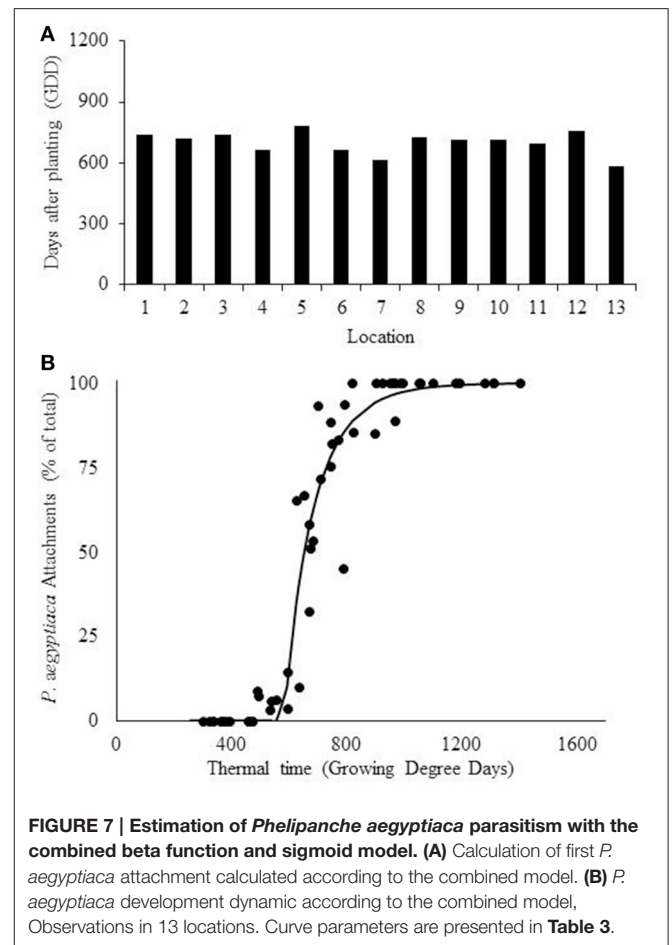 A
Days after planting (GDD)
1200
900
600
300
0
1 2 3 4 5 6 7 8 9 10 11 12 13
Location
B
P. aegyptiaca Attachments (% of total)
100
75
50
25
0
0 400 800 1200 1600
Thermal time (Growing Degree Days)
FIGURE 7 | Estimation of Phelipanche aegyptiaca parasitism with the
combined beta function and sigmoid model. (A) Calculation of first P.
aegyptiaca attachment calculated according to the combined model. (B) P.
aegyptiaca development dynamic according to the combined model,
Observations in 13 locations. Curve parameters are presented in Table 3.